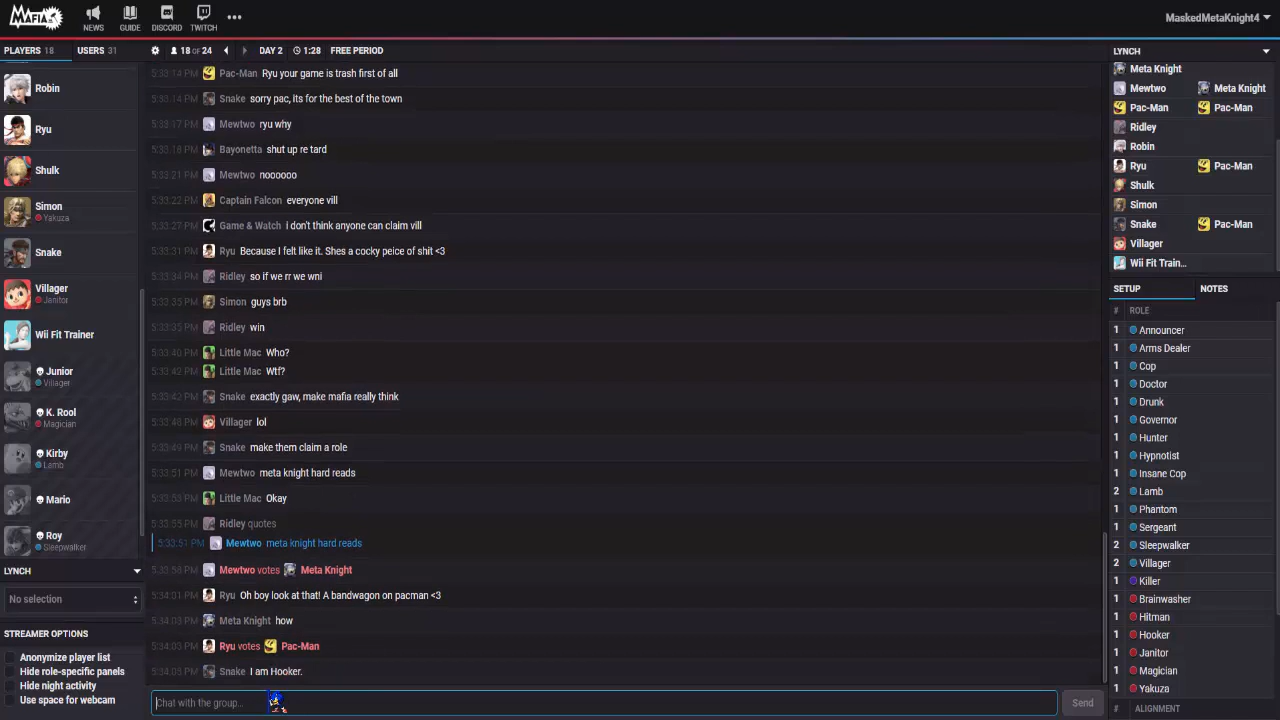 MAFIA
NEWS
GUIDE
DISCORD
TWITCH
MaskedMetaKnight4
PLAYERS 18
USERS 31
18 OF 24
DAY 2
1:28
FREE PERIOD
LYNCH
Robin
Ryu
Shulk
Simon
Yakuza
Snake
Villager
Janitor
Wii Fit Trainer
Junior
Villager
K. Rool
Magician
Kirby
Lamb
Mario
Roy
Sleepwalker
LYNCH
No selection
STREAMER OPTIONS
Anonymize player list
Hide role-specific panels
Hide night activity
Use space for webcam
5:33:14 PM Pac-Man Ryu your game is trash first of all
5:33:14 PM Snake sorry pac, its for the best of the town
5:33:17 PM Mewtwo ryu why
5:33:18 PM Bayonetta shut up re tard
5:33:21 PM Mewtwo noooooo
5:33:22 PM Captain Falcon everyone vill
5:33:27 PM Game & Watch i don't think anyone can claim vill
5:33:31 PM Ryu Because I felt like it. Shes a cocky peice of shit <3
5:33:34 PM Ridley so if we rr we wni
5:33:35 PM Simon guys brb
5:33:35 PM Ridley win
5:33:40 PM Little Mac Who?
5:33:42 PM Little Mac Wtf?
5:33:42 PM Snake exactly gaw, make mafia really think
5:33:48 PM Villager lol
5:33:49 PM Snake make them claim a role
5:33:51 PM Mewtwo meta knight hard reads
5:33:53 PM Little Mac Okay
5:33:55 PM Ridley quotes
5:33:51 PM Mewtwo meta knight hard reads
5:33:58 PM Mewtwo votes Meta Knight
5:34:01 PM Ryu Oh boy look at that! A bandwagon on pacman <3
5:34:03 PM Meta Knight how
5:34:03 PM Ryu votes Pac-Man
5:34:03 PM Snake I am Hooker.
Chat with the group...
Send
Meta Knight
Mewtwo Meta Knight
Pac-Man Pac-Man
Ridley
Robin
Ryu Pac-Man
Shulk
Simon
Snake Pac-Man
Villager
Wii Fit Train...
SETUP NOTES
# ROLE
1 Announcer
1 Arms Dealer
1 Cop
1 Doctor
1 Drunk
1 Governor
1 Hunter
1 Hypnotist
1 Insane Cop
2 Lamb
1 Phantom
1 Sergeant
2 Sleepwalker
2 Villager
1 Killer
1 Brainwasher
1 Hitman
1 Hooker
1 Janitor
1 Magician
1 Yakuza
# ALIGNMENT